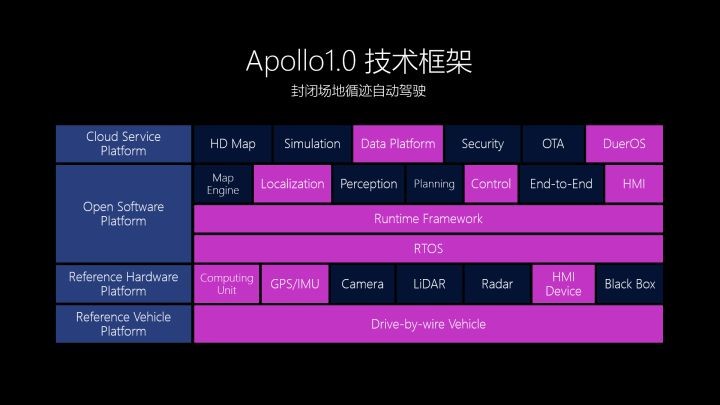 Apollo1.0 技术框架
封闭场地循迹自动驾驶
Cloud Service
Platform
HD Map
Simulation
Data Platform
Security
OTA
DuerOS
Open Software
Platform
Map
Engine
Localization
Perception
Planning
Control
End-to-End
HMI
Runtime Framework
RTOS
Reference Hardware
Platform
Computing
Unit
GPS/IMU
Camera
LiDAR
Radar
HMI
Device
Black Box
Reference Vehicle
Platform
Drive-by-wire Vehicle